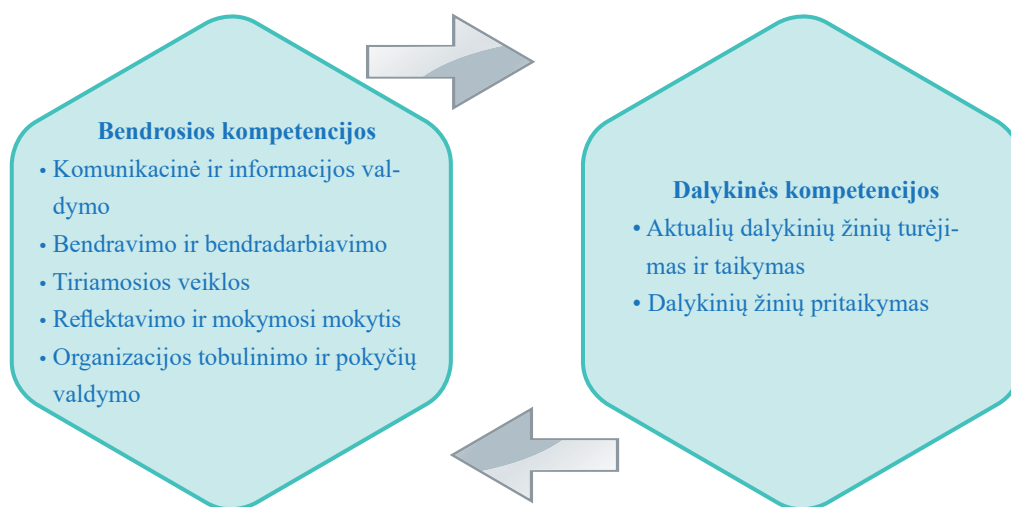 Bendrosios kompetencijos
• Komunikacinė ir informacijos val-
dymo
• Bendravimo ir bendradarbiavimo
• Tiriamosios veiklos
• Reflektavimo ir mokymosi mokytis
• Organizacijos tobulinimo ir pokyčių
valdymo
Dalykinės kompetencijos
• Aktualių dalykinių žinių turėji-
mas ir taikymas
• Dalykinių žinių pritaikymas